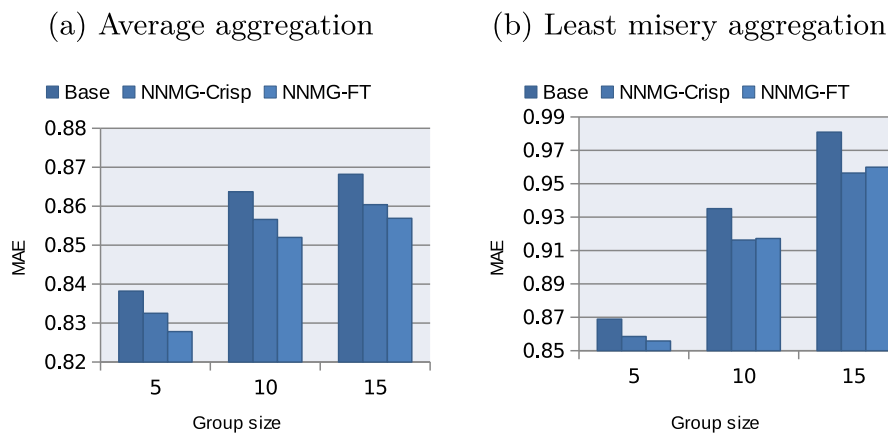 (a) Average aggregation
Base NNMG-Crisp NNMG-FT
0.88
0.87
0.86
0.85
0.84
0.83
0.82
MAE
5 10 15
Group size
(b) Least misery aggregation
Base NNMG-Crisp NNMG-FT
0.99
0.97
0.95
0.93
0.91
0.89
0.87
0.85
MAE
5 10 15
Group size